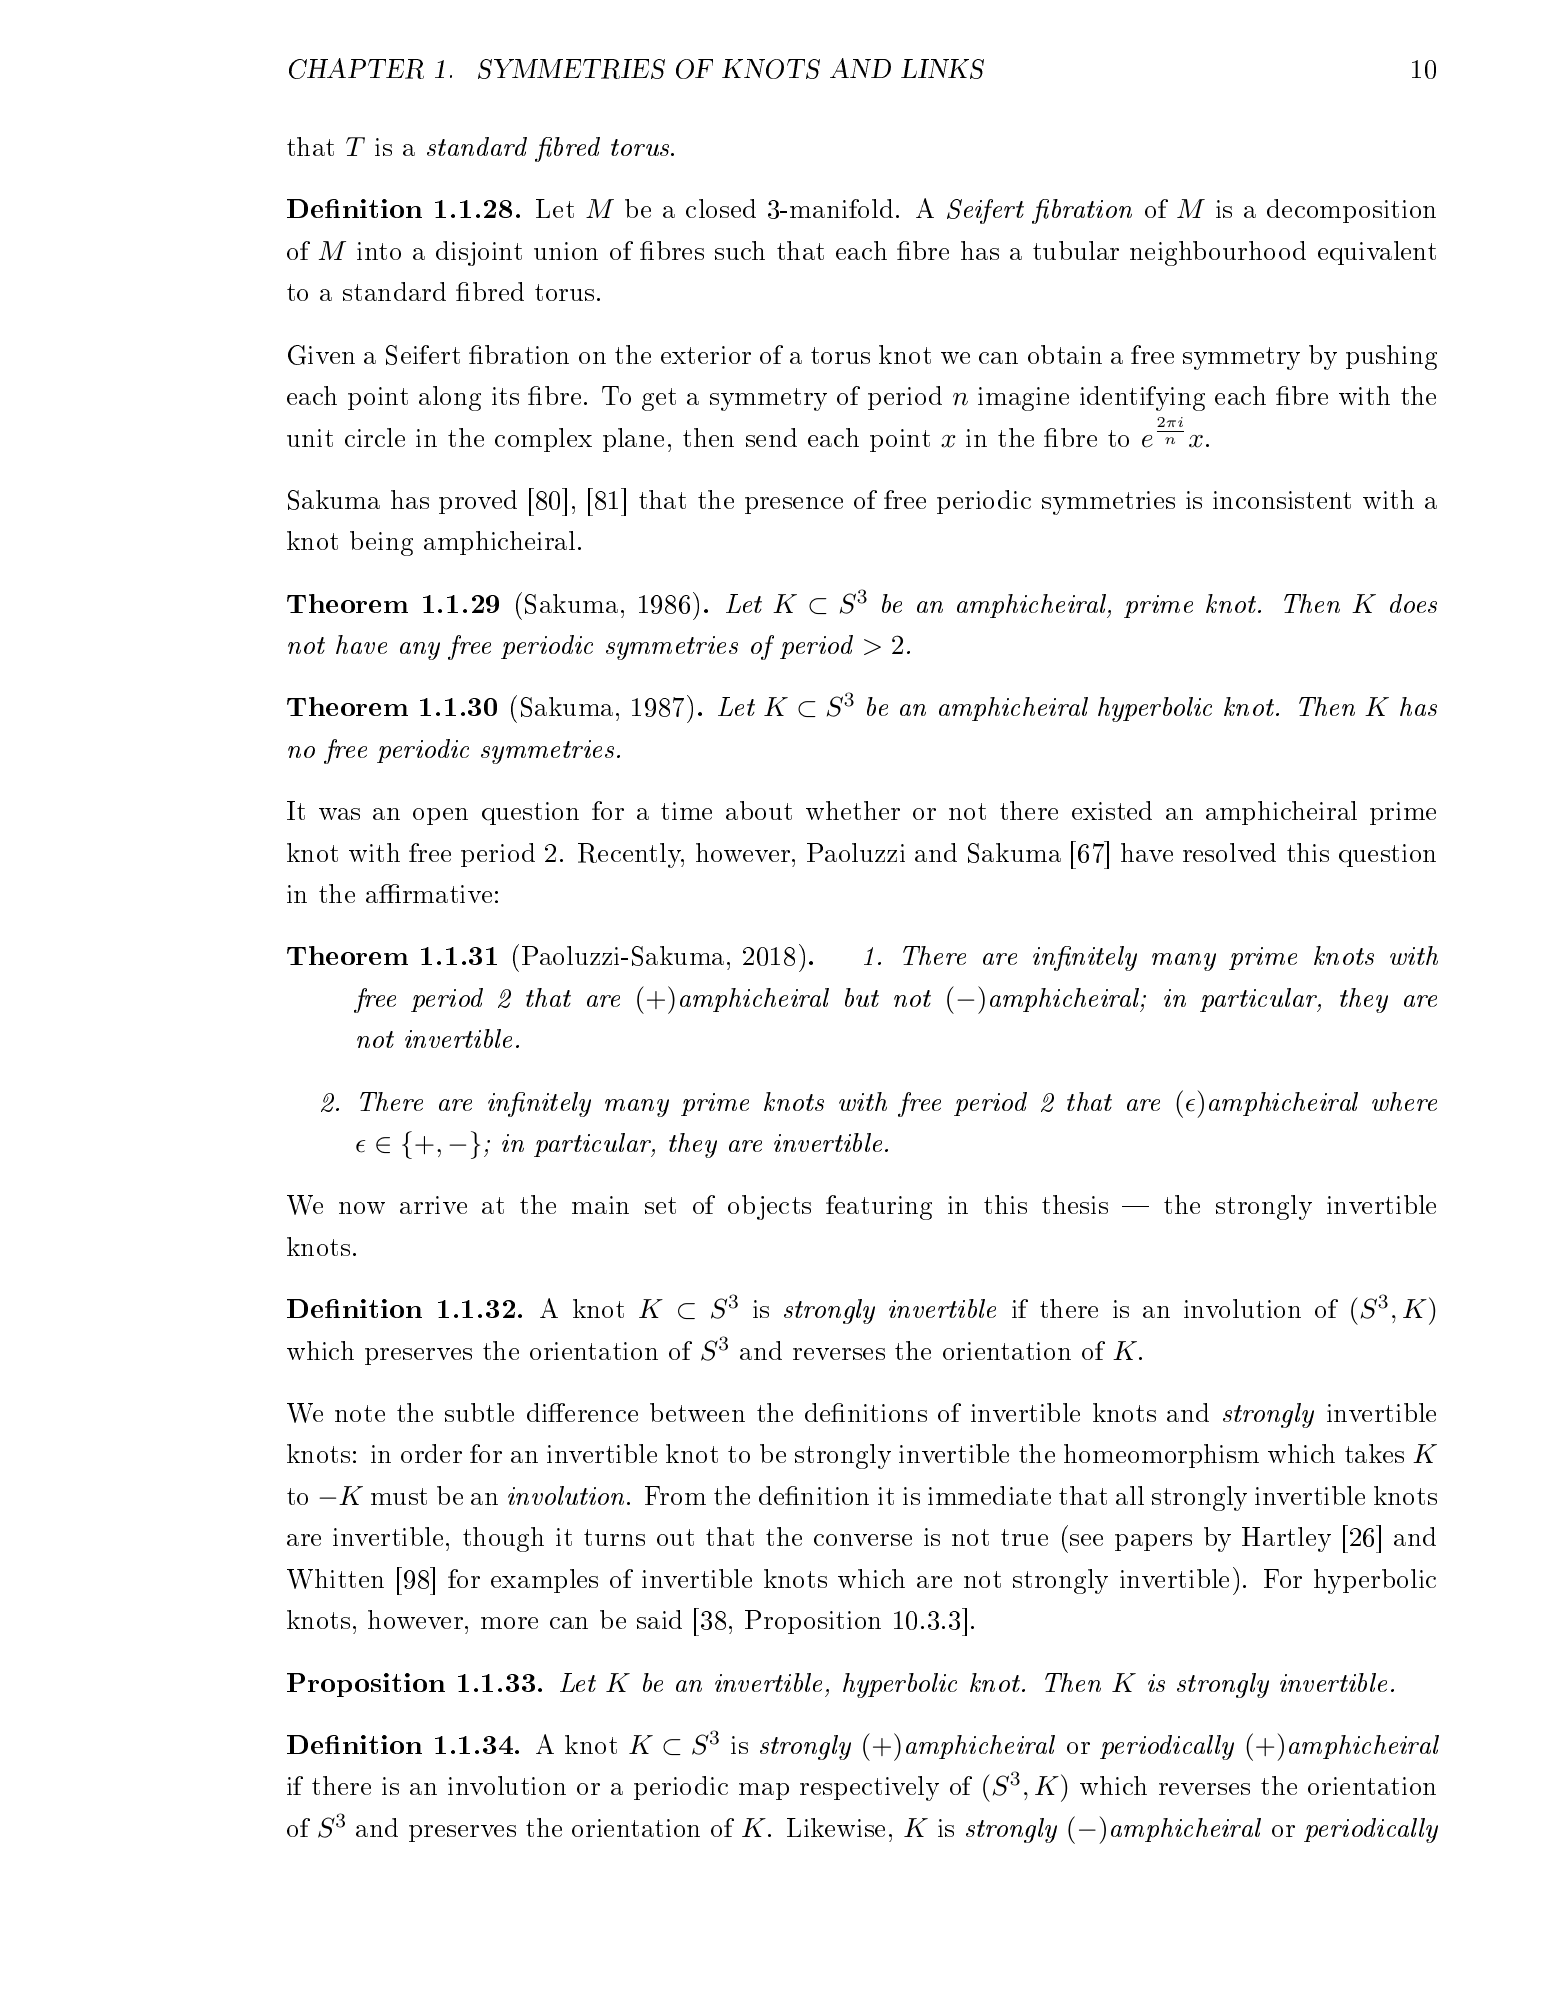 CHAPTER 1. SYMMETRIES OF KNOTS AND LINKS 10
that T is a standard fibred torus.
Definition 1.1.28. Let M be a closed 3-manifold. A Seifert fibration of M is a decomposition
of M into a disjoint union of fibres such that each fibre has a tubular neighbourhood equivalent
to a standard fibred torus.
Given a Seifert fibration on the exterior of a torus knot we can obtain a free symmetry by pushing
each point along its fibre. To get a symmetry of period n imagine identifying each fibre with the
unit circle in the complex plane, then send each point x in the fibre to $e^{\frac{2\pi i}{n}}x$.
Sakuma has proved [80], [81] that the presence of free periodic symmetries is inconsistent with a
knot being amphicheiral.
Theorem 1.1.29 (Sakuma, 1986). Let K ⊂ S³ be an amphicheiral, prime knot. Then K does
not have any free periodic symmetries of period > 2.
Theorem 1.1.30 (Sakuma, 1987). Let K ⊂ S³ be an amphicheiral hyperbolic knot. Then K has
no free periodic symmetries.
It was an open question for a time about whether or not there existed an amphicheiral prime
knot with free period 2. Recently, however, Paoluzzi and Sakuma [67] have resolved this question
in the affirmative:
Theorem 1.1.31 (Paoluzzi-Sakuma, 2018). 1. There are infinitely many prime knots with
free period 2 that are (+)amphicheiral but not (−)amphicheiral; in particular, they are
not invertible.
2. There are infinitely many prime knots with free period 2 that are (ϵ)amphicheiral where
ϵ ∈ {+, −}; in particular, they are invertible.
We now arrive at the main set of objects featuring in this thesis — the strongly invertible
knots.
Definition 1.1.32. A knot K ⊂ S³ is strongly invertible if there is an involution of (S³, K)
which preserves the orientation of S³ and reverses the orientation of K.
We note the subtle difference between the definitions of invertible knots and strongly invertible
knots: in order for an invertible knot to be strongly invertible the homeomorphism which takes K
to −K must be an involution. From the definition it is immediate that all strongly invertible knots
are invertible, though it turns out that the converse is not true (see papers by Hartley [26] and
Whitten [98] for examples of invertible knots which are not strongly invertible). For hyperbolic
knots, however, more can be said [38, Proposition 10.3.3].
Proposition 1.1.33. Let K be an invertible, hyperbolic knot. Then K is strongly invertible.
Definition 1.1.34. A knot K ⊂ S³ is strongly (+)amphicheiral or periodically (+)amphicheiral
if there is an involution or a periodic map respectively of (S³, K) which reverses the orientation
of S³ and preserves the orientation of K. Likewise, K is strongly (−)amphicheiral or periodically